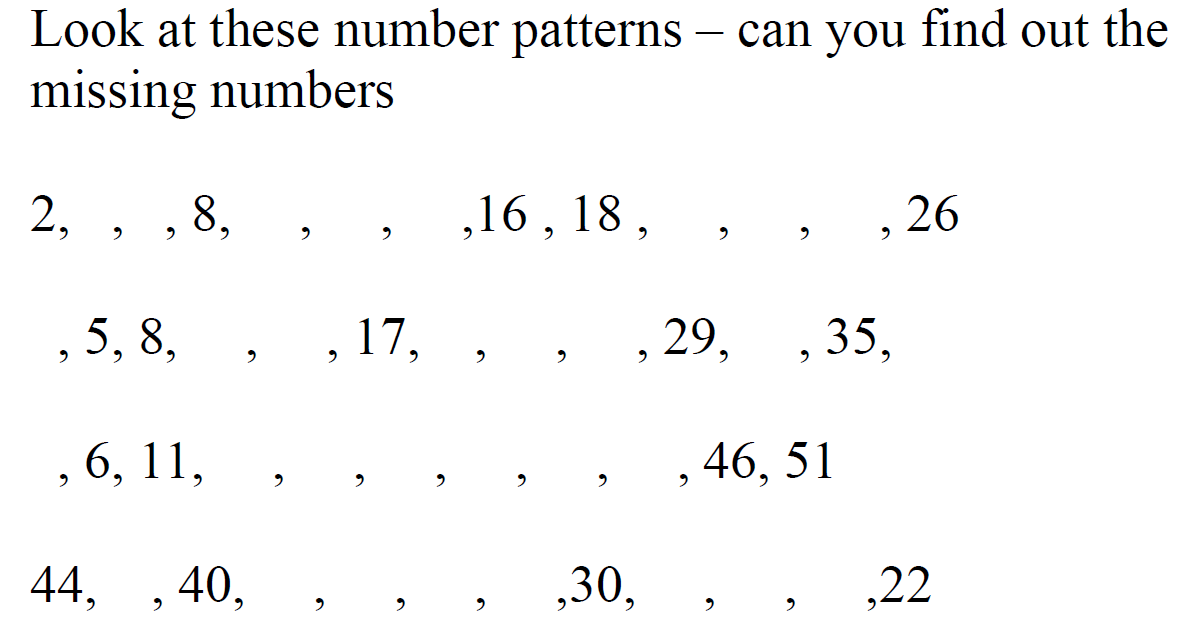 Look at these number patterns – can you find out the
missing numbers
2, , , 8, , , ,16 , 18 , , , , 26
, 5, 8, , , 17, , , , 29, , 35,
, 6, 11, , , , , , , 46, 51
44, , 40, , , , ,30, , , ,22